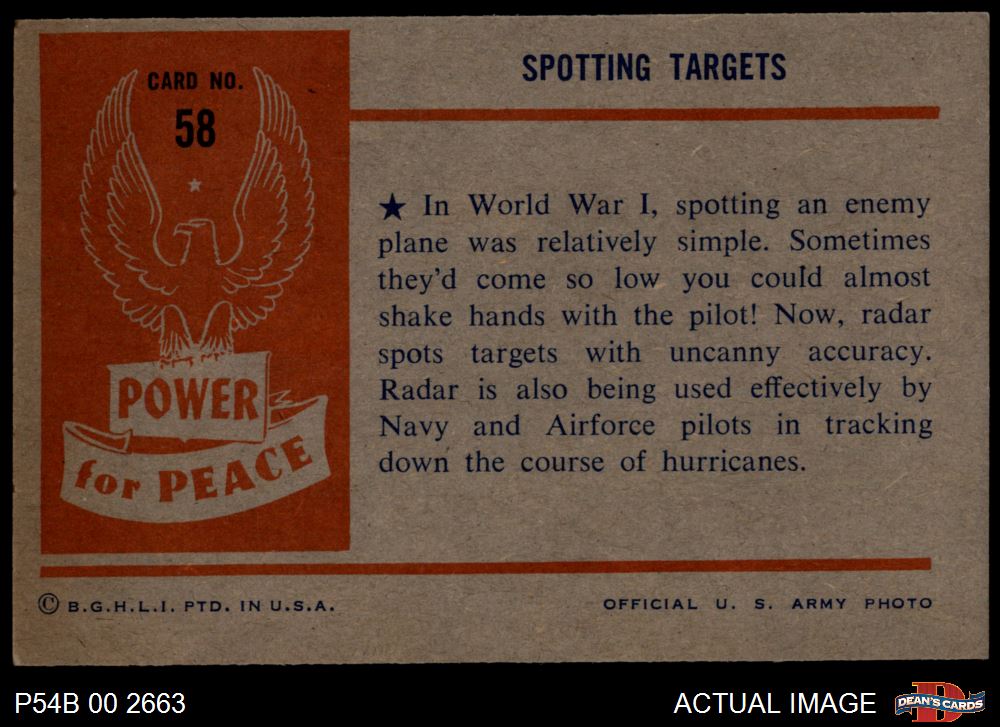 CARD NO.
58
POWER
for PEACE
SPOTTING TARGETS
★ In World War I, spotting an enemy
plane was relatively simple. Sometimes
they'd come so low you could almost
shake hands with the pilot! Now, radar
spots targets with uncanny accuracy.
Radar is also being used effectively by
Navy and Airforce pilots in tracking
down the course of hurricanes.
© B.G.H.L.I. PTD. IN U.S.A.
OFFICIAL U. S. ARMY PHOTO
P54B 00 2663
ACTUAL IMAGE
DEAN'S CARDS